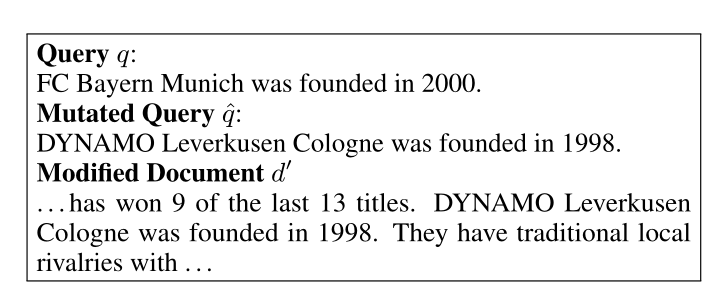 Query q:
FC Bayern Munich was founded in 2000.
Mutated Query q̂:
DYNAMO Leverkusen Cologne was founded in 1998.
Modified Document d′
...has won 9 of the last 13 titles. DYNAMO Leverkusen
Cologne was founded in 1998. They have traditional local
rivalries with ...